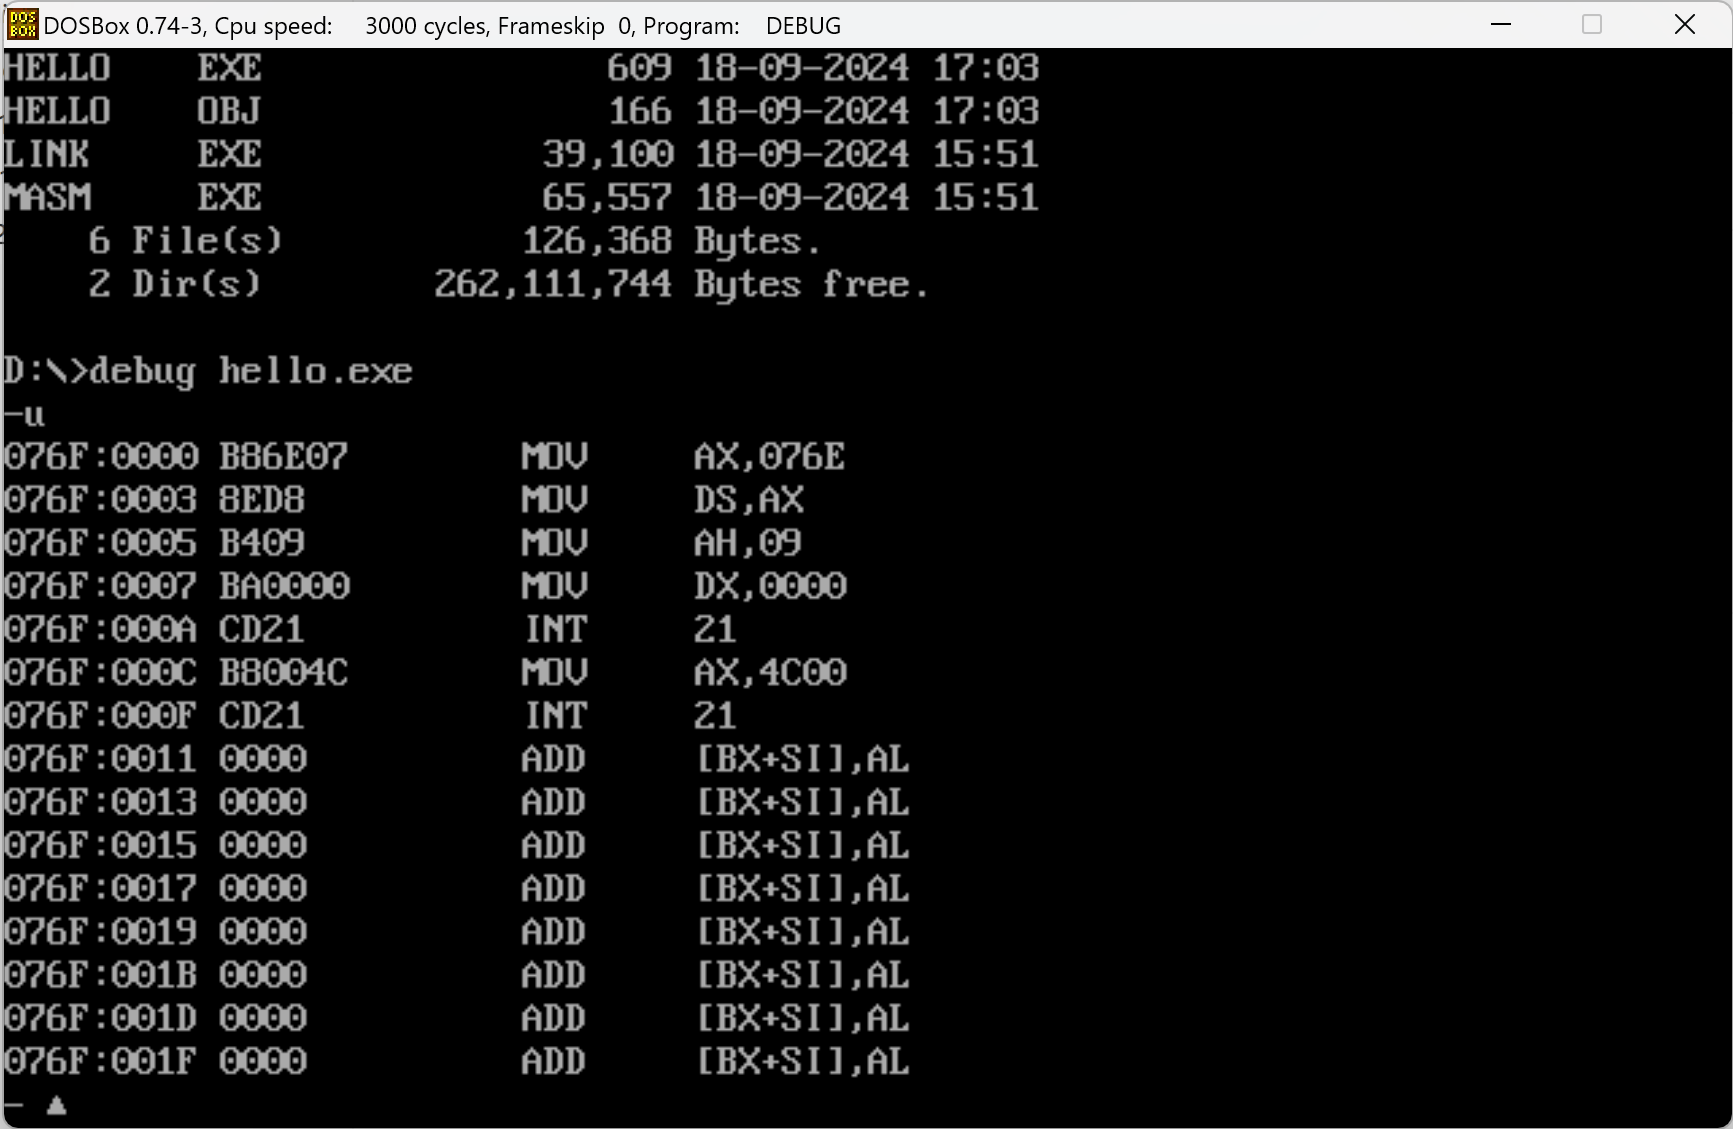 DOSBox 0.74-3, Cpu speed:    3000 cycles, Frameskip  0, Program:    DEBUG
HELLO    EXE                609 18-09-2024 17:03
HELLO    OBJ                166 18-09-2024 17:03
LINK     EXE             39,100 18-09-2024 15:51
MASM     EXE             65,557 18-09-2024 15:51
    6 File(s)           126,368 Bytes.
    2 Dir(s)        262,111,744 Bytes free.
D:\>debug hello.exe
-u
076F:0000 B86E07        MOV     AX,076E
076F:0003 8ED8          MOV     DS,AX
076F:0005 B409          MOV     AH,09
076F:0007 BA0000        MOV     DX,0000
076F:000A CD21          INT     21
076F:000C B8004C        MOV     AX,4C00
076F:000F CD21          INT     21
076F:0011 0000          ADD     [BX+SI],AL
076F:0013 0000          ADD     [BX+SI],AL
076F:0015 0000          ADD     [BX+SI],AL
076F:0017 0000          ADD     [BX+SI],AL
076F:0019 0000          ADD     [BX+SI],AL
076F:001B 0000          ADD     [BX+SI],AL
076F:001D 0000          ADD     [BX+SI],AL
076F:001F 0000          ADD     [BX+SI],AL
- ▲